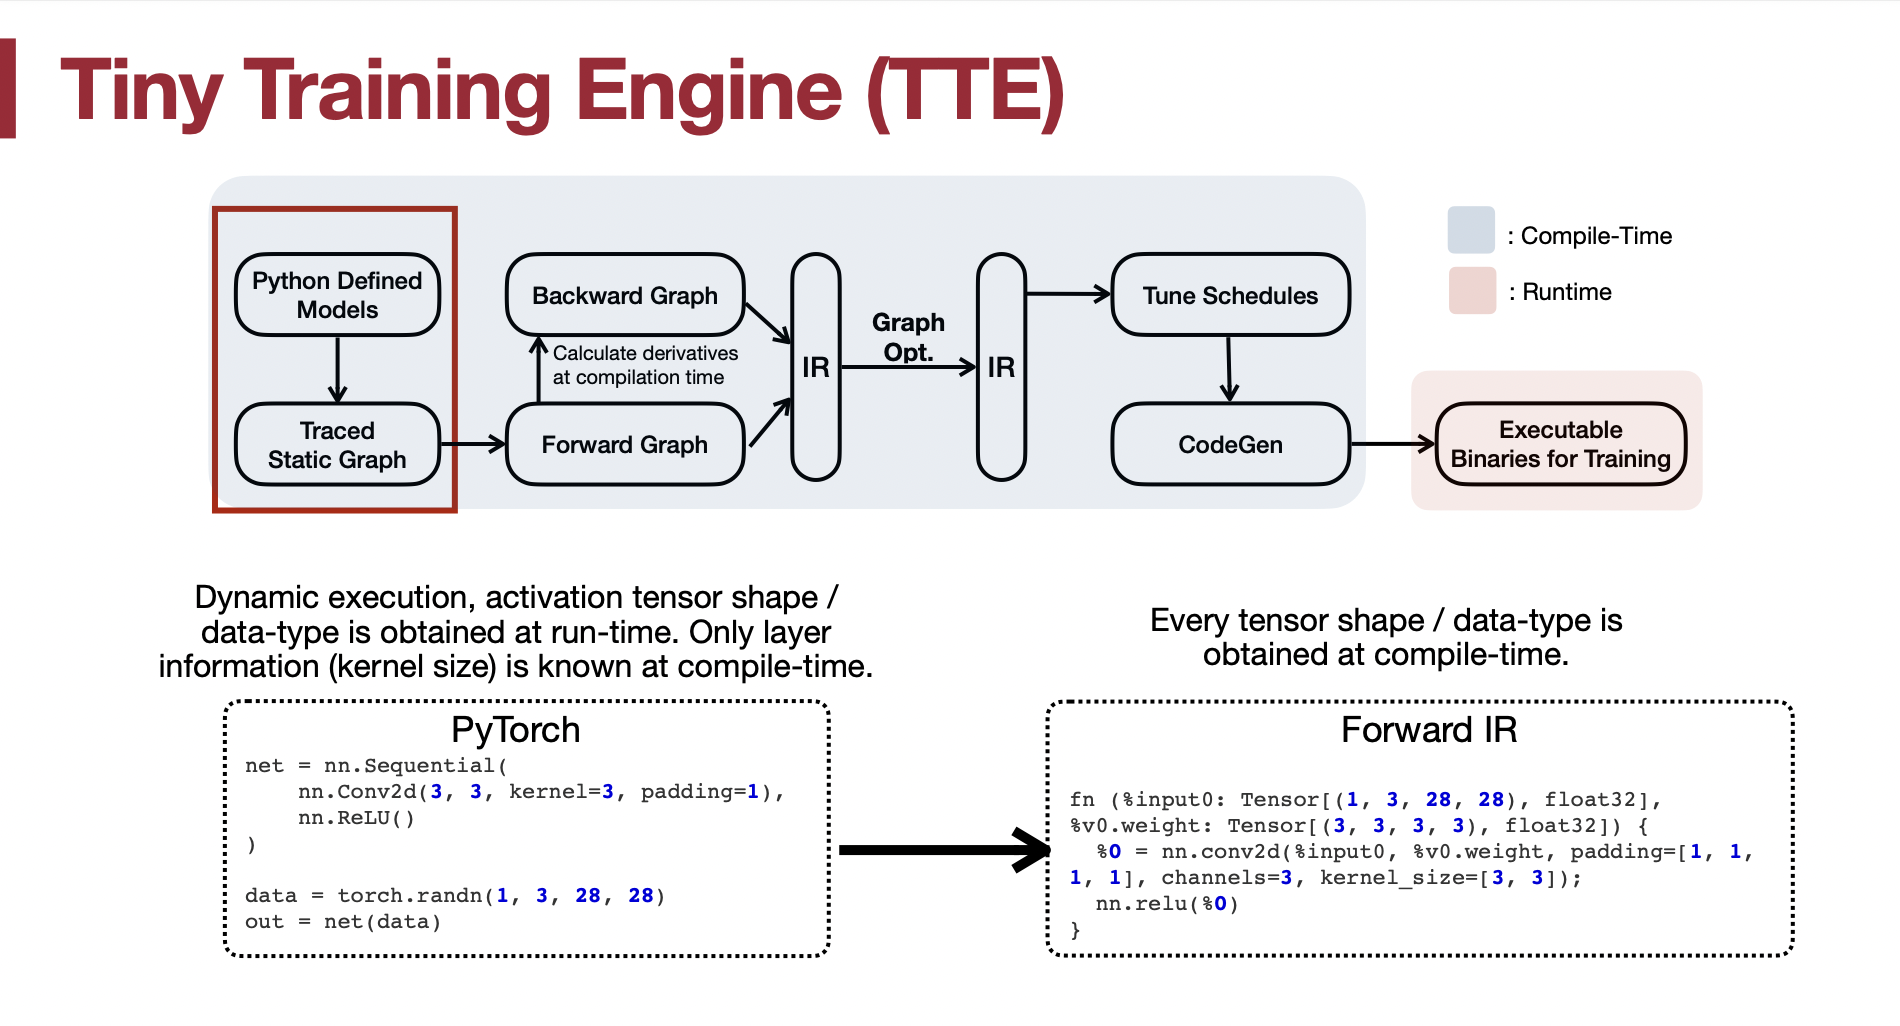 Tiny Training Engine (TTE)
Python Defined
Models
Traced
Static Graph
Backward Graph
Calculate derivatives
at compilation time
Forward Graph
IR
Graph
Opt.
IR
Tune Schedules
CodeGen
Executable
Binaries for Training
: Compile-Time
: Runtime
Dynamic execution, activation tensor shape /
data-type is obtained at run-time. Only layer
information (kernel size) is known at compile-time.
PyTorch
net = nn.Sequential(
    nn.Conv2d(3, 3, kernel=3, padding=1),
    nn.ReLU()
)
data = torch.randn(1, 3, 28, 28)
out = net(data)
Every tensor shape / data-type is
obtained at compile-time.
Forward IR
fn (%input0: Tensor[(1, 3, 28, 28), float32],
%v0.weight: Tensor[(3, 3, 3, 3), float32]) {
  %0 = nn.conv2d(%input0, %v0.weight, padding=[1, 1,
1, 1], channels=3, kernel_size=[3, 3]);
  nn.relu(%0)
}